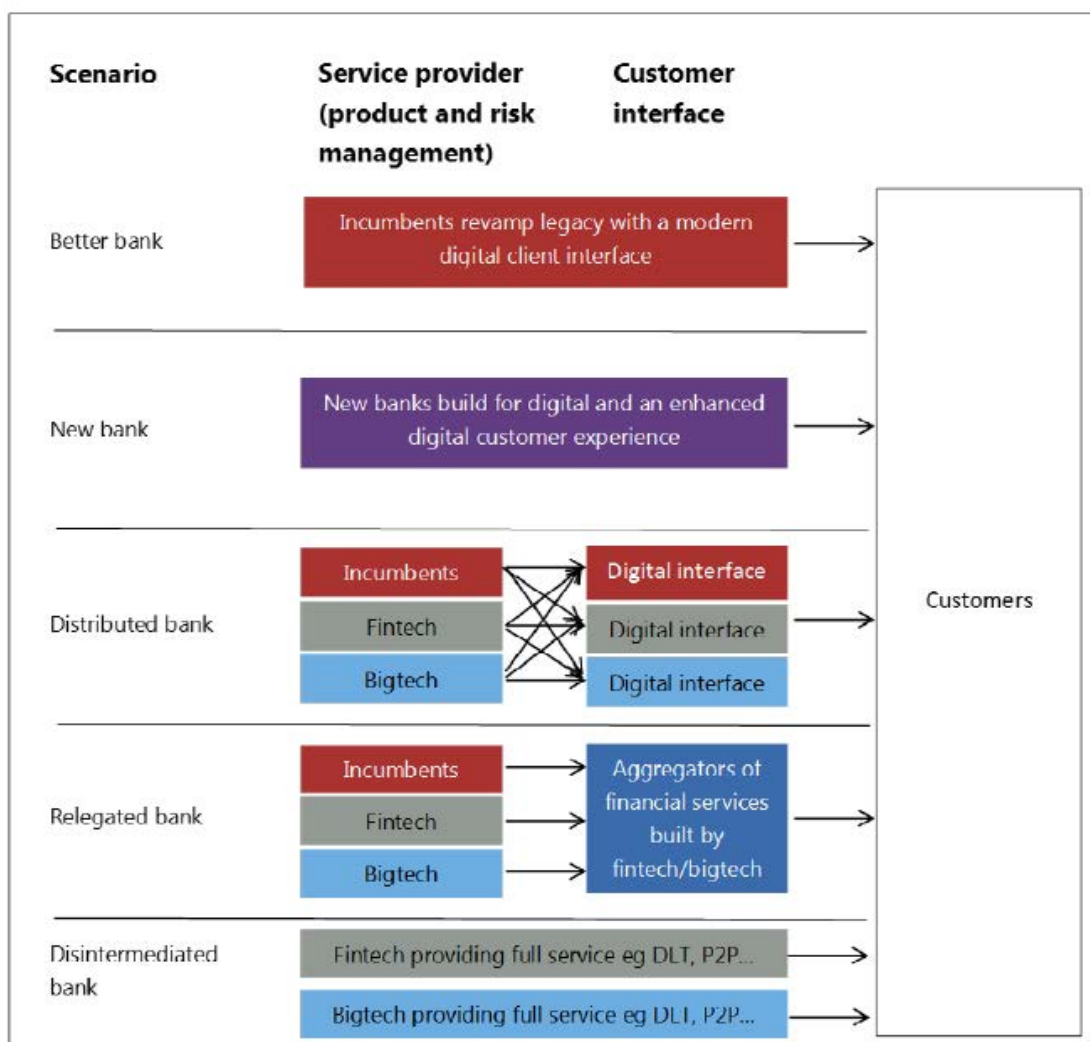 Scenario
Service provider
(product and risk
management)
Customer
interface
Better bank
Incumbents revamp legacy with a modern
digital client interface
New bank
New banks build for digital and an enhanced
digital customer experience
Distributed bank
Incumbents
Fintech
Bigtech
Digital interface
Digital interface
Digital interface
Customers
Relegated bank
Incumbents
Fintech
Bigtech
Aggregators of
financial services
built by
fintech/bigtech
Disintermediated
bank
Fintech providing full service eg DLT, P2P...
Bigtech providing full service eg DLT, P2P...